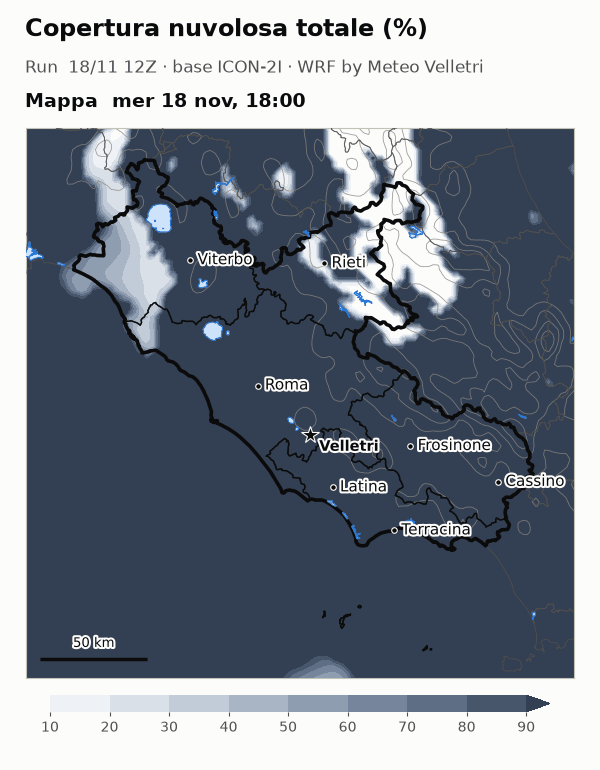 Copertura nuvolosa totale (%)
Run 18/11 12Z · base ICON-2I · WRF by Meteo Velletri
Mappa mer 18 nov, 18:00
Viterbo
Rieti
Roma
Velletri
Frosinone
Cassino
Latina
Terracina
50 km
10 20 30 40 50 60 70 80 90